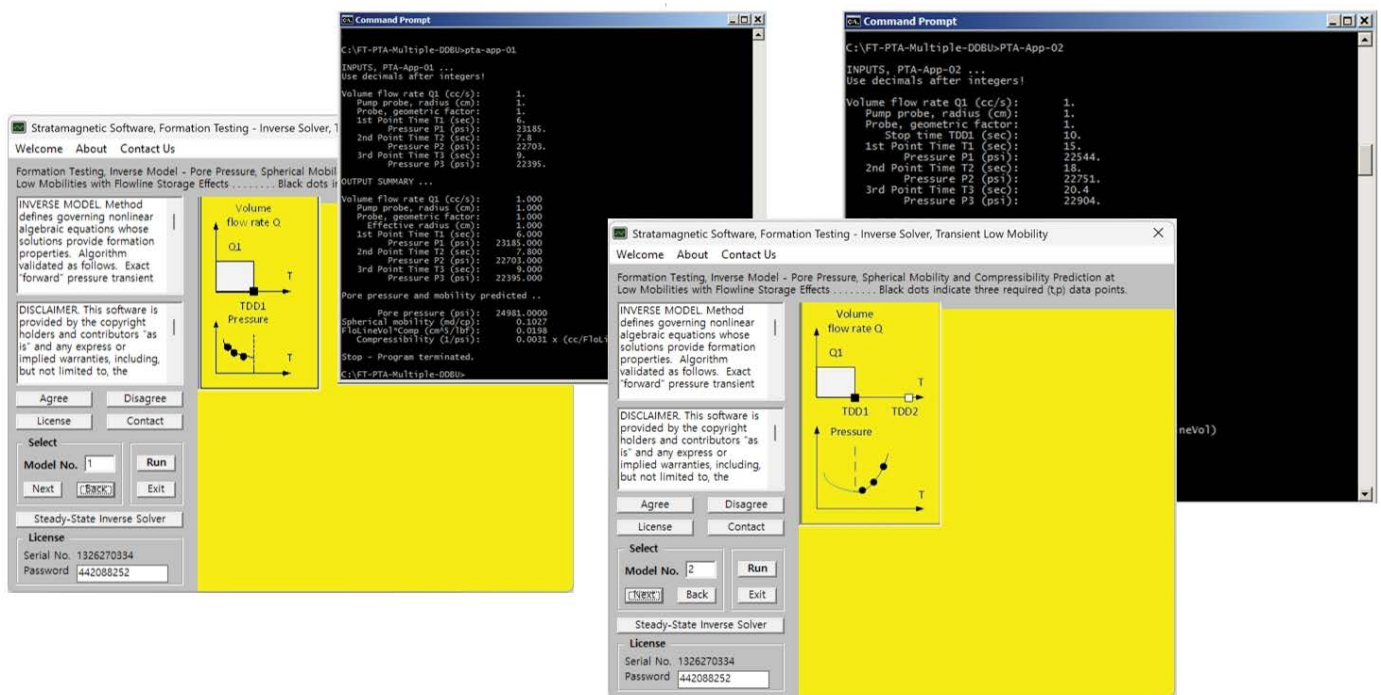 Command Prompt
C:\FT-PTA-Multiple-DDBU>pta-app-01
INPUTS, PTA-App-01 ...
Use decimals after integers!
Volume flow rate Q1 (cc/s): 1.
Pump probe, radius (cm): 1.
Probe, geometric factor: 1.
1st Point Time T1 (sec): 6.
Pressure P1 (psi): 23185.
2nd Point Time T2 (sec): 7.8
Pressure P2 (psi): 22703.
3rd Point Time T3 (sec): 9.
Pressure P3 (psi): 22395.
OUTPUT SUMMARY ...
Volume flow rate Q1 (cc/s): 1.000
Pump probe, radius (cm): 1.000
Probe, geometric factor: 1.000
Effective radius (cm): 1.000
1st Point Time T1 (sec): 6.000
Pressure P1 (psi): 23185.000
2nd Point Time T2 (sec): 7.800
Pressure P2 (psi): 22703.000
3rd Point Time T3 (sec): 9.000
Pressure P3 (psi): 22395.000
Pore pressure and mobility predicted ..
Pore pressure (psi): 24981.0000
Spherical mobility (md/cp): 0.1027
FloLineVol*Comp (cm^5/lbf): 0.0198
Compressibility (1/psi): 0.0031 x (cc/FloLi
Stop - Program terminated.
C:\FT-PTA-Multiple-DDBU>
Command Prompt
C:\FT-PTA-Multiple-DDBU>PTA-App-02
INPUTS, PTA-App-02 ...
Use decimals after integers!
Volume flow rate Q1 (cc/s): 1.
Pump probe, radius (cm): 1.
Probe, geometric factor: 1.
Stop time TDD1 (sec): 10.
1st Point Time T1 (sec): 15.
Pressure P1 (psi): 22544.
2nd Point Time T2 (sec): 18.
Pressure P2 (psi): 22751.
3rd Point Time T3 (sec): 20.4
Pressure P3 (psi): 22904.
neVol)
Stratamagnetic Software, Formation Testing - Inverse Solver, T
Welcome About Contact Us
Formation Testing, Inverse Model - Pore Pressure, Spherical Mobil
Low Mobilities with Flowline Storage Effects . . . . . . . . Black dots in
INVERSE MODEL. Method
defines governing nonlinear
algebraic equations whose
solutions provide formation
properties. Algorithm
validated as follows. Exact
"forward" pressure transient
DISCLAIMER. This software is
provided by the copyright
holders and contributors "as
is" and any express or
implied warranties, including,
but not limited to, the
Agree Disagree
License Contact
Select
Model No. 1 Run
Next Back Exit
Steady-State Inverse Solver
License
Serial No. 1326270334
Password 442088252
Volume
flow rate Q
Q1
T
TDD1
Pressure
T
Stratamagnetic Software, Formation Testing - Inverse Solver, Transient Low Mobility
Welcome About Contact Us
Formation Testing, Inverse Model - Pore Pressure, Spherical Mobility and Compressibility Prediction at
Low Mobilities with Flowline Storage Effects . . . . . . . . Black dots indicate three required (t,p) data points.
INVERSE MODEL. Method
defines governing nonlinear
algebraic equations whose
solutions provide formation
properties. Algorithm
validated as follows. Exact
"forward" pressure transient
DISCLAIMER. This software is
provided by the copyright
holders and contributors "as
is" and any express or
implied warranties, including,
but not limited to, the
Agree Disagree
License Contact
Select
Model No. 2 Run
Next Back Exit
Steady-State Inverse Solver
License
Serial No. 1326270334
Password 442088252
Volume
flow rate Q
Q1
T
TDD1 TDD2
Pressure
T